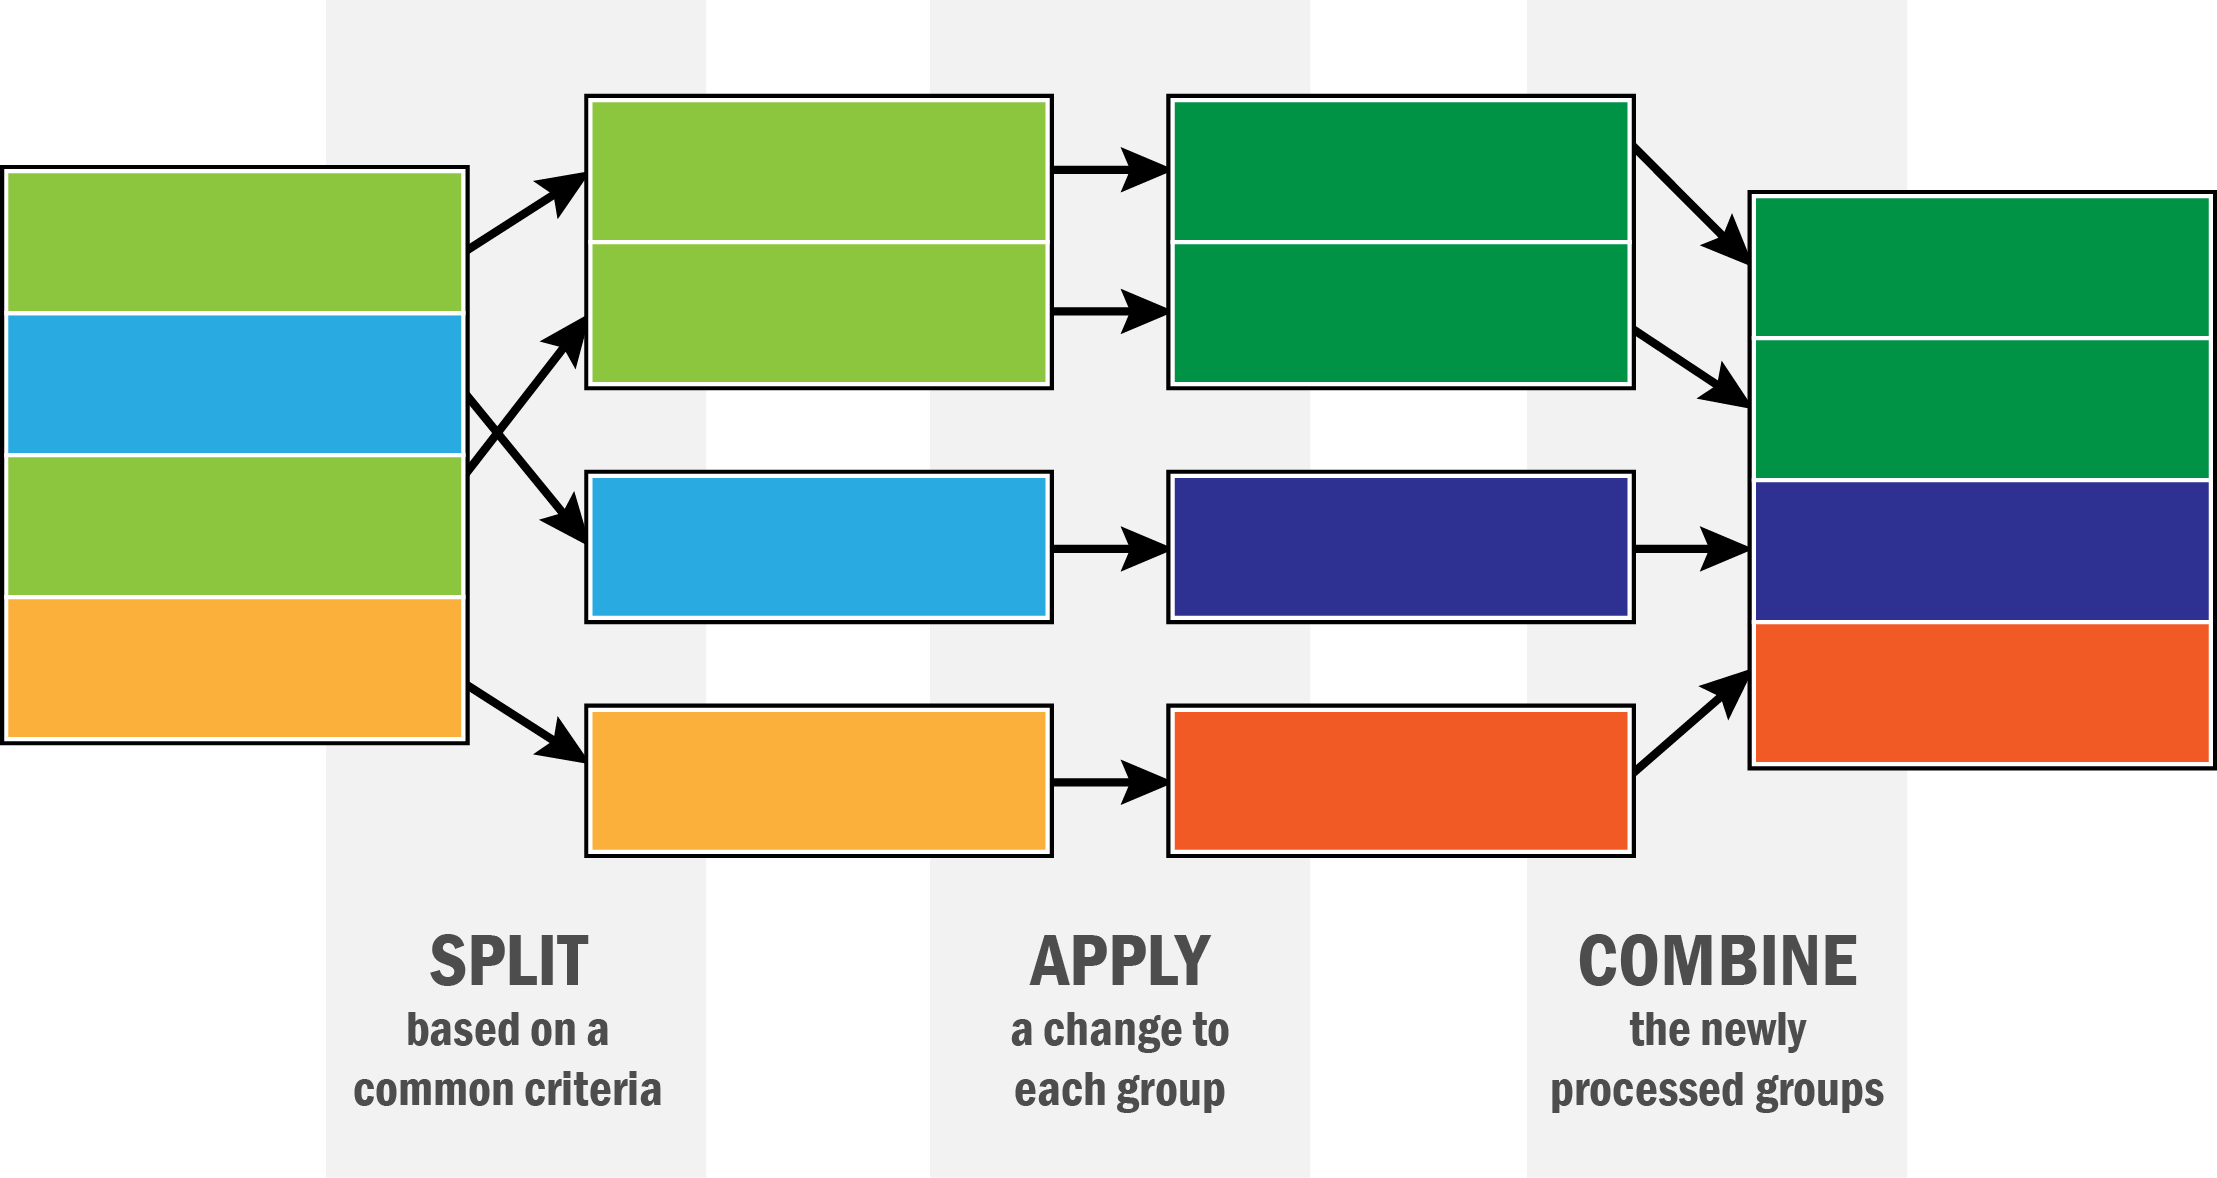 SPLIT
based on a
common criteria
APPLY
a change to
each group
COMBINE
the newly
processed groups